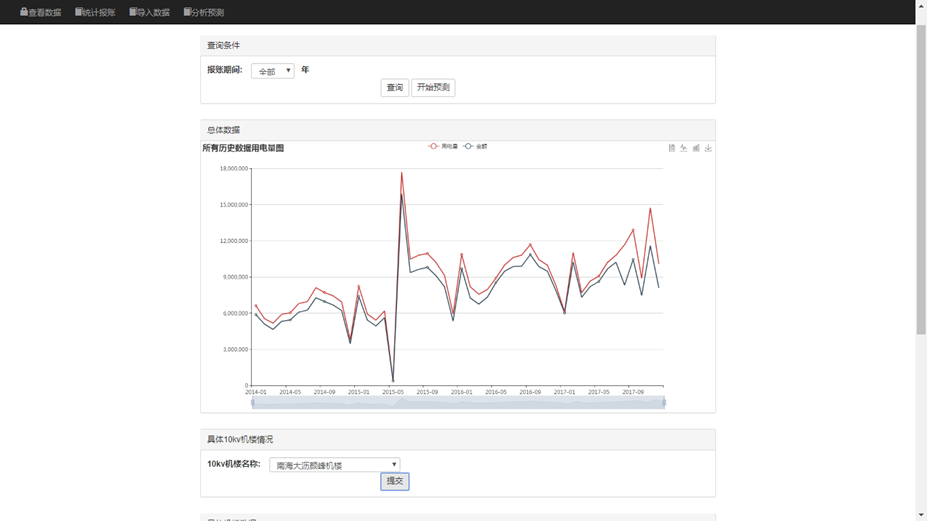 查看数据 统计报账 导入数据 分析预测
查询条件
报账期间: 全部 年
查询 开始预测
总体数据
所有历史数据用电量图
用电量 金额
18,000,000
15,000,000
12,000,000
9,000,000
6,000,000
3,000,000
0
2014-01 2014-05 2014-09 2015-01 2015-05 2015-09 2016-01 2016-05 2016-09 2017-01 2017-05 2017-09
具体10kv机楼情况
10kv机楼名称: 南海大沥颐峰机楼
提交